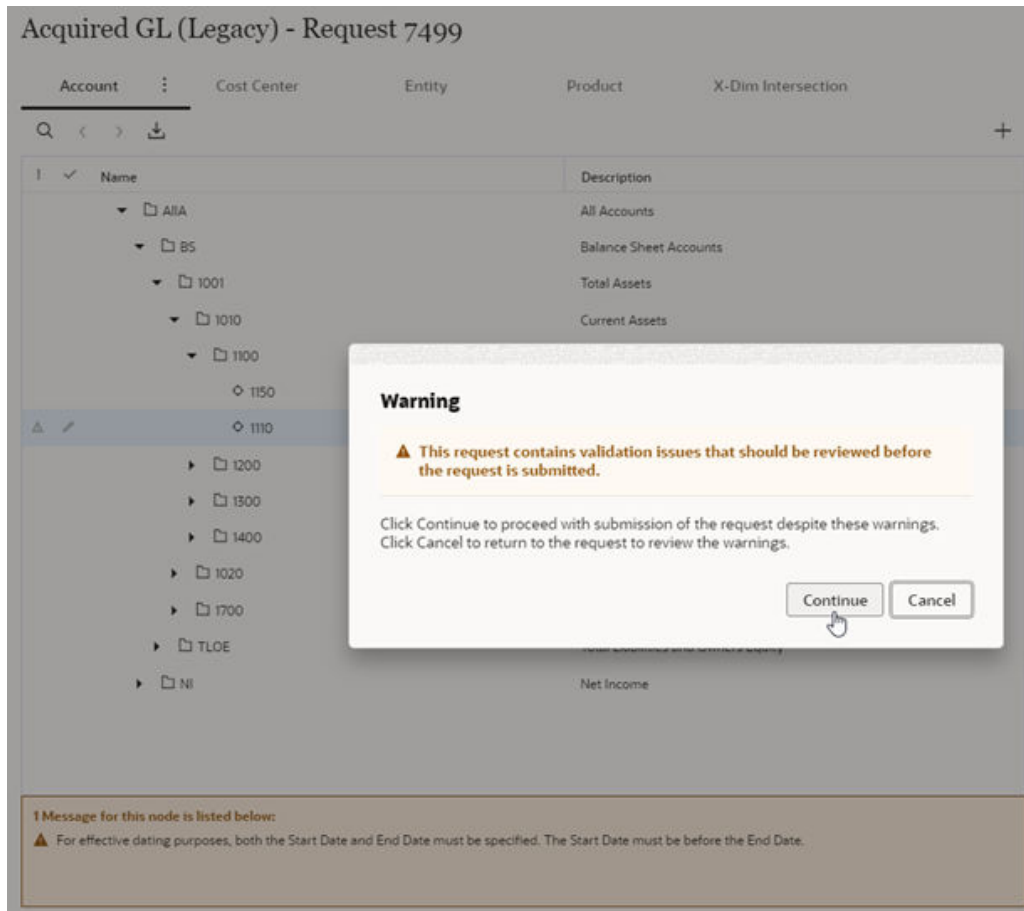 Acquired GL (Legacy) - Request 7499
Account Cost Center Entity Product X-Dim Intersection
Name Description
AllA All Accounts
BS Balance Sheet Accounts
1001 Total Assets
1010 Current Assets
1100
1150
1110
1200
1300
1400
1020
1700
TLOE Total Liabilities and Owners Equity
NI Net Income
Warning
This request contains validation issues that should be reviewed before
the request is submitted.
Click Continue to proceed with submission of the request despite these warnings.
Click Cancel to return to the request to review the warnings.
Continue Cancel
1 Message for this node is listed below:
For effective dating purposes, both the Start Date and End Date must be specified. The Start Date must be before the End Date.